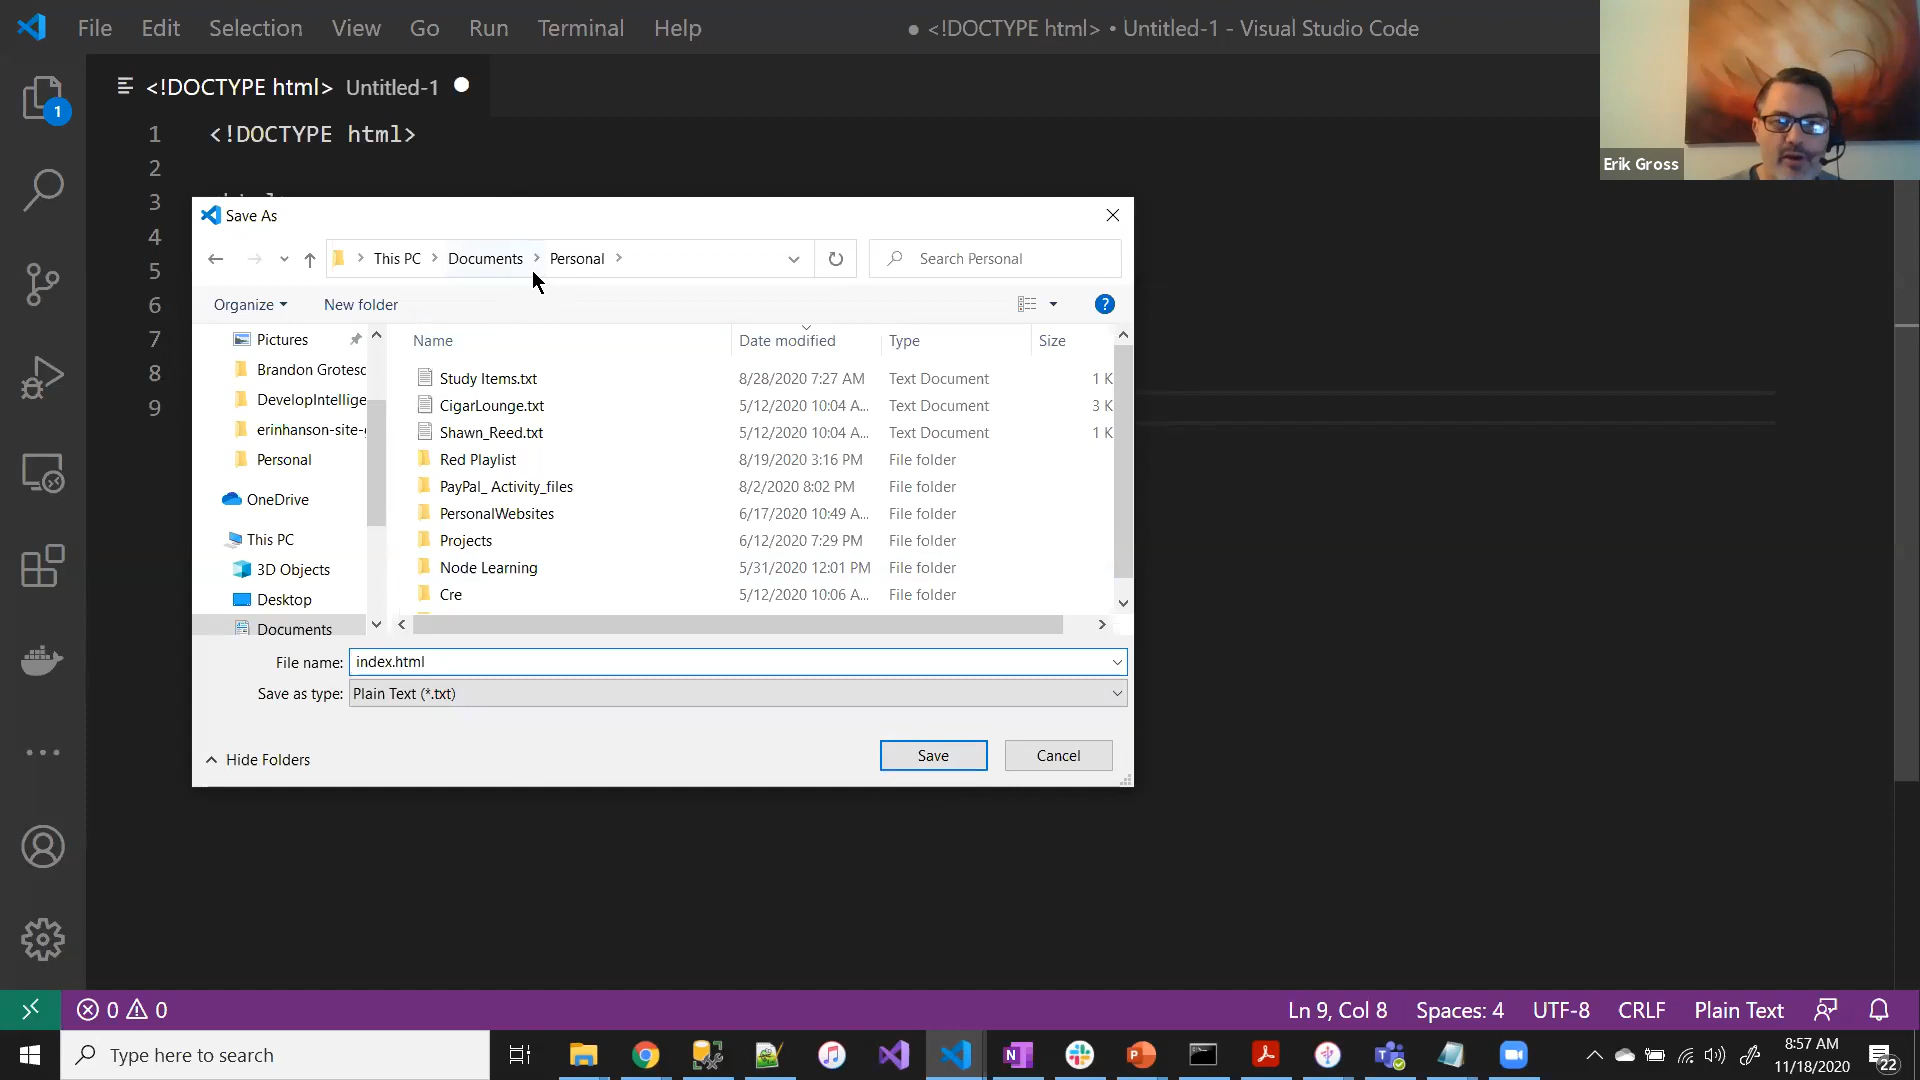 File Edit Selection View Go Run Terminal Help
● <!DOCTYPE html> • Untitled-1 - Visual Studio Code
<!DOCTYPE html> Untitled-1
1
1 <!DOCTYPE html>
2
3
4
5
6
7
8
9
Erik Gross
Save As
This PC > Documents > Personal >
Search Personal
Organize New folder
?
Pictures
Brandon Grotesc
DevelopIntellige
erinhanson-site-
Personal
OneDrive
This PC
3D Objects
Desktop
Documents
Name Date modified Type Size
Study Items.txt 8/28/2020 7:27 AM Text Document 1 K
CigarLounge.txt 5/12/2020 10:04 A... Text Document 3 K
Shawn_Reed.txt 5/12/2020 10:04 A... Text Document 1 K
Red Playlist 8/19/2020 3:16 PM File folder
PayPal_ Activity_files 8/2/2020 8:02 PM File folder
PersonalWebsites 6/17/2020 10:49 A... File folder
Projects 6/12/2020 7:29 PM File folder
Node Learning 5/31/2020 12:01 PM File folder
Cre 5/12/2020 10:06 A... File folder
File name: index.html
Save as type: Plain Text (*.txt)
Hide Folders
Save Cancel
0 0
Ln 9, Col 8 Spaces: 4 UTF-8 CRLF Plain Text
Type here to search
8:57 AM
11/18/2020
22